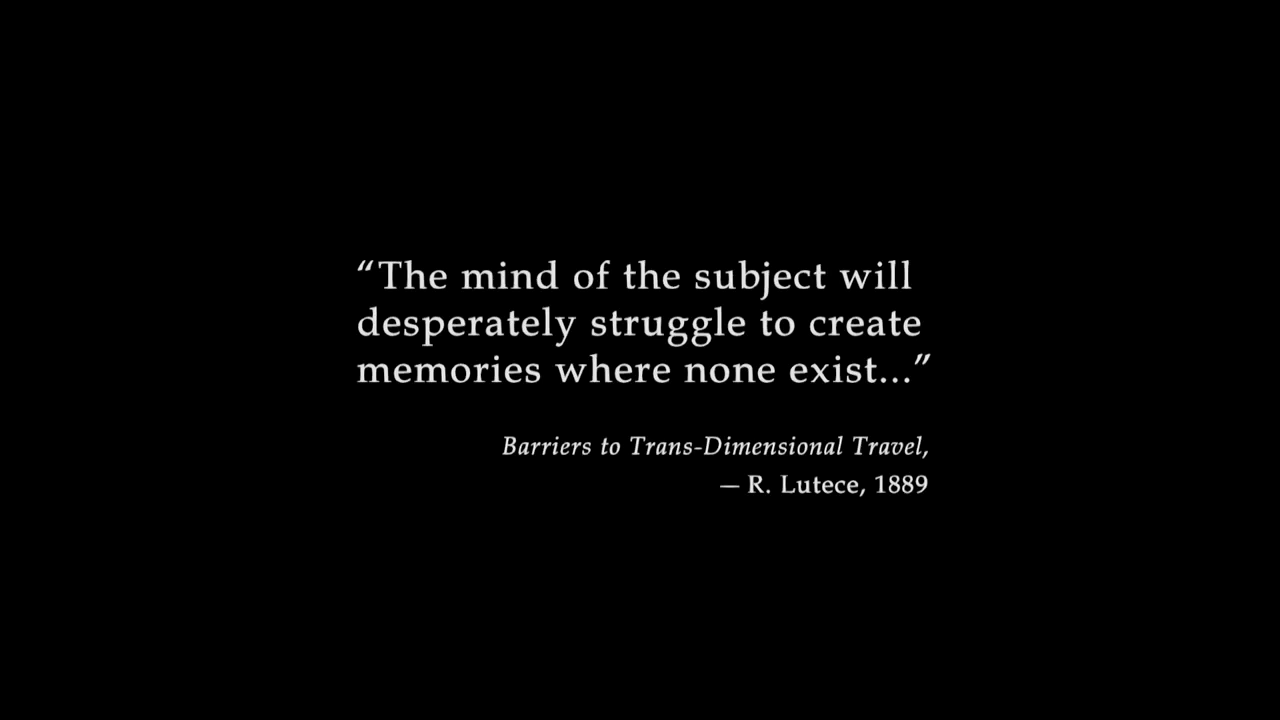 “The mind of the subject will
desperately struggle to create
memories where none exist...”
Barriers to Trans-Dimensional Travel,
— R. Lutece, 1889